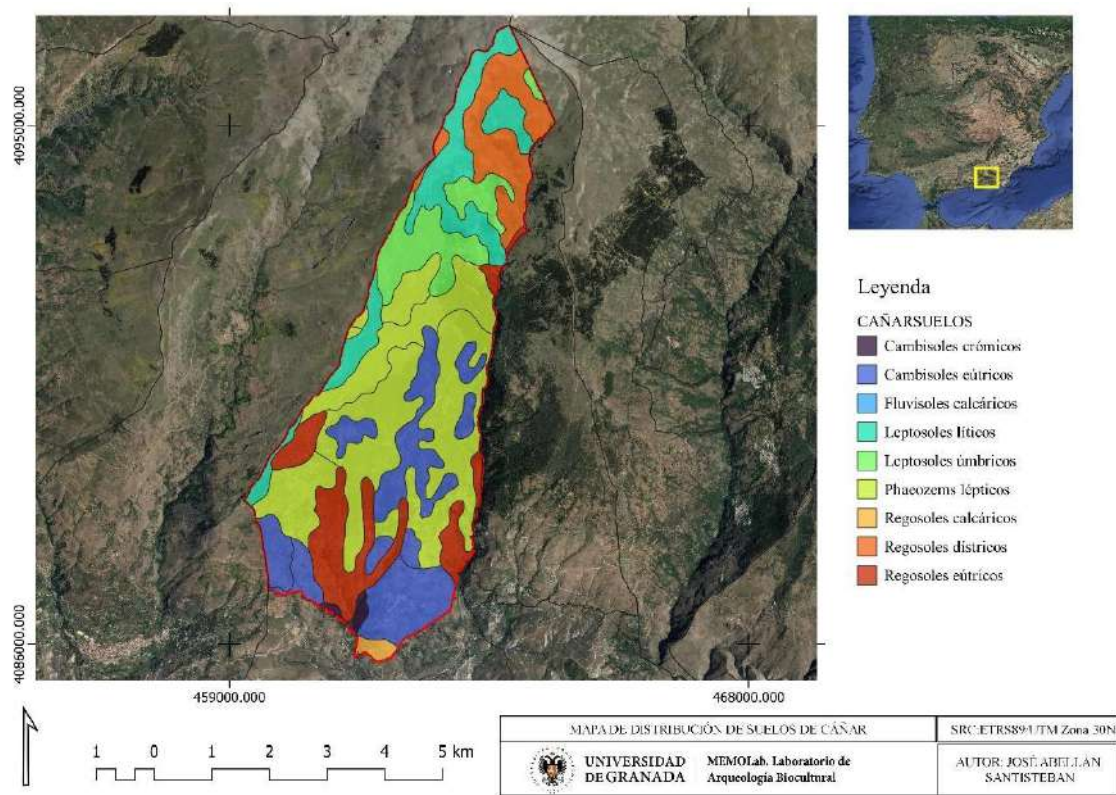 4095000.000
4086000.000
459000.000
468000.000
Leyenda
CAÑARSUELOS
Cambisoles crómicos
Cambisoles eútricos
Fluvisoles calcáricos
Leptosoles líticos
Leptosoles úmbricos
Phaeozems lépticos
Regosoles calcáricos
Regosoles dístricos
Regosoles eútricos
1 0 1 2 3 4 5 km
MAPA DE DISTRIBUCIÓN DE SUELOS DE CÁÑAR
SRC:ETRS89/UTM Zona 30N
UNIVERSIDAD
DE GRANADA
MEMOLab. Laboratorio de
Arqueología Biocultural
AUTOR: JOSÉ ABELLÁN
SANTISTEBAN